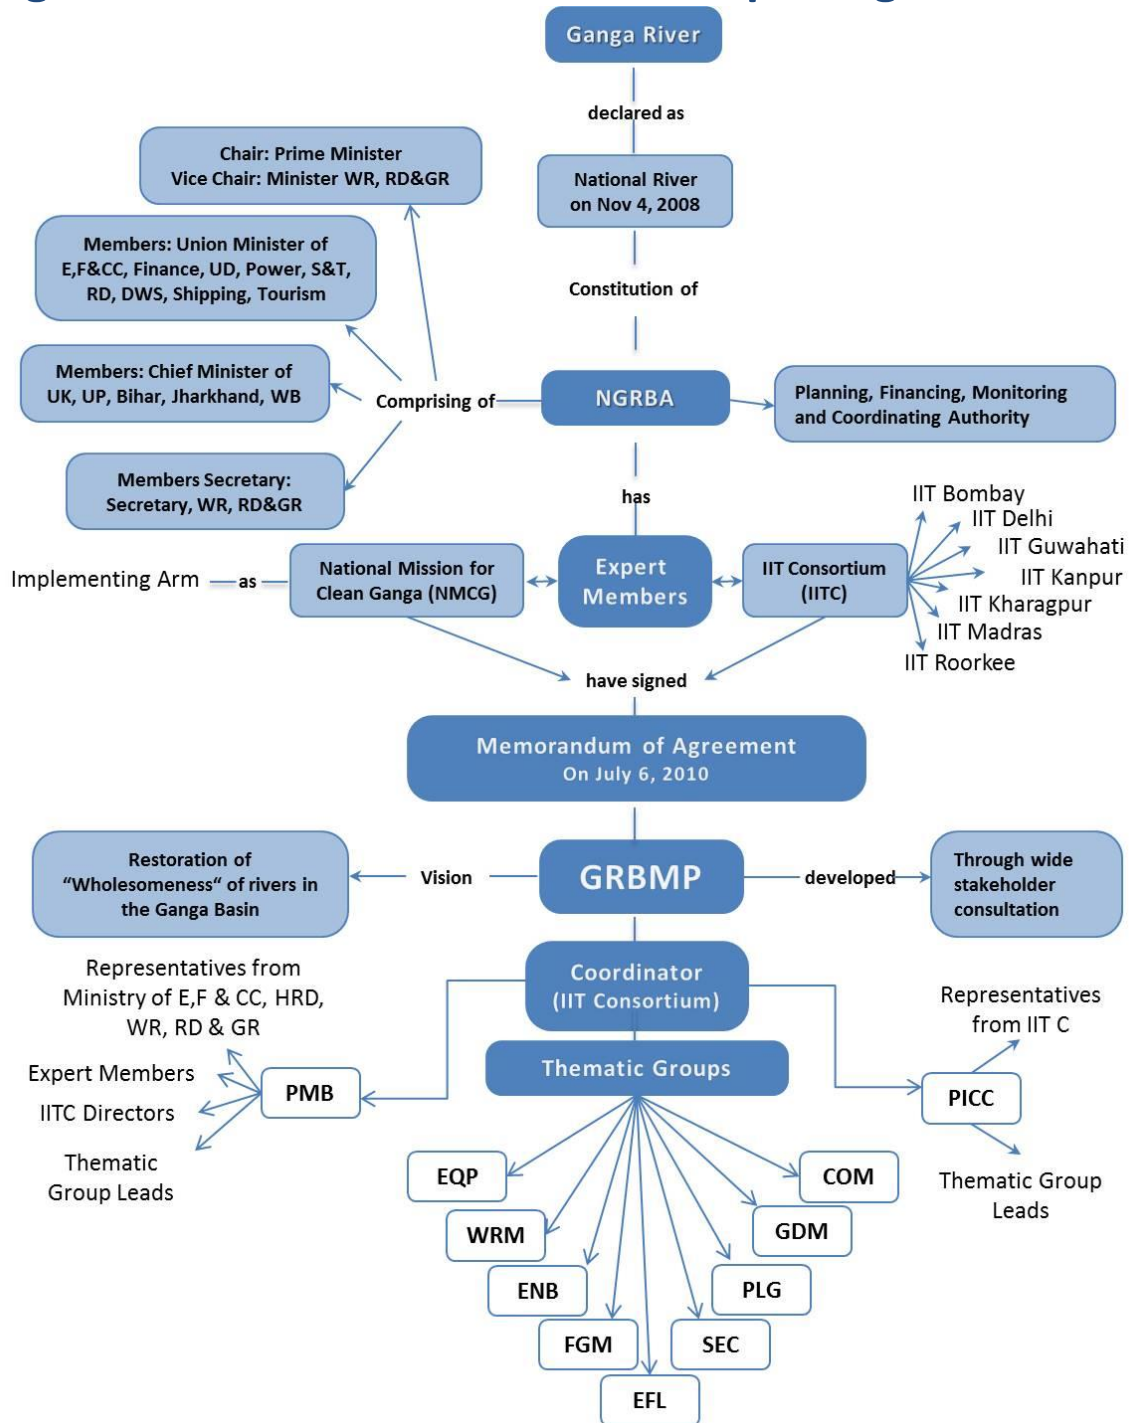 Ganga River
declared as
National River
on Nov 4, 2008
Chair: Prime Minister
Vice Chair: Minister WR, RD&GR
Members: Union Minister of
E,F&CC, Finance, UD, Power, S&T,
RD, DWS, Shipping, Tourism
Constitution of
Members: Chief Minister of
UK, UP, Bihar, Jharkhand, WB
Comprising of
NGRBA
Planning, Financing, Monitoring
and Coordinating Authority
Members Secretary:
Secretary, WR, RD&GR
has
IIT Bombay
IIT Delhi
IIT Guwahati
IIT Kanpur
IIT Kharagpur
IIT Madras
IIT Roorkee
Implementing Arm
as
National Mission for
Clean Ganga (NMCG)
Expert
Members
IIT Consortium
(IITC)
have signed
Memorandum of Agreement
On July 6, 2010
Restoration of
“Wholesomeness“ of rivers in
the Ganga Basin
Vision
GRBMP
developed
Through wide
stakeholder
consultation
Coordinator
(IIT Consortium)
Representatives from
Ministry of E,F & CC, HRD,
WR, RD & GR
Expert Members
IITC Directors
Thematic
Group Leads
PMB
Thematic Groups
Representatives
from IIT C
PICC
Thematic Group
Leads
EQP
COM
WRM
GDM
ENB
PLG
FGM
SEC
EFL